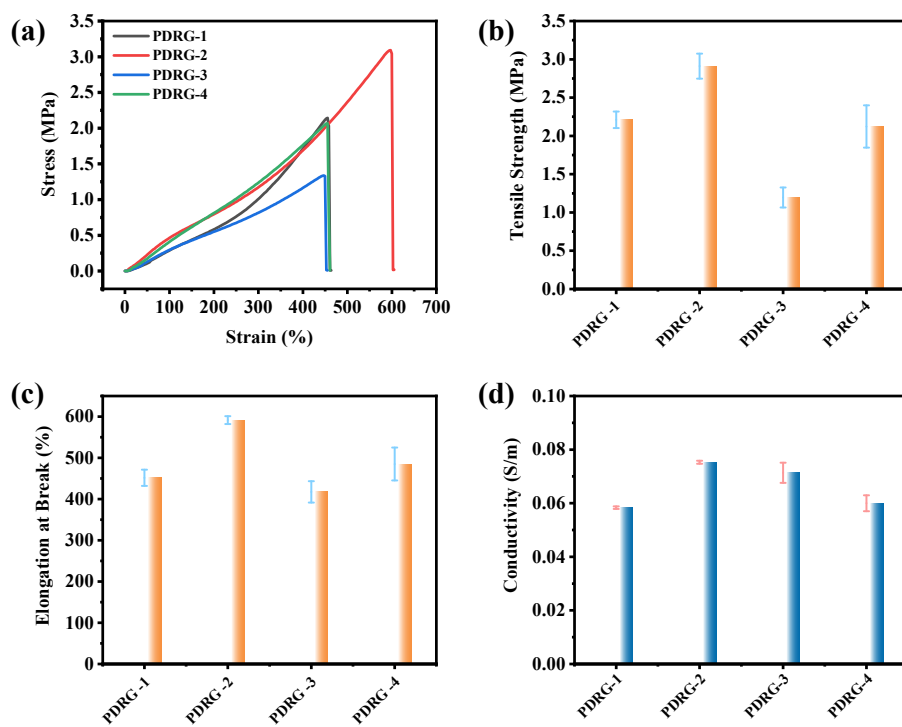 (a)
3.5
3.0
2.5
2.0
1.5
1.0
0.5
0.0
Stress (MPa)
PDRG-1
PDRG-2
PDRG-3
PDRG-4
0 100 200 300 400 500 600 700
Strain (%)
(b)
3.5
3.0
2.5
2.0
1.5
1.0
0.5
0.0
Tensile Strength (MPa)
PDRG -1
PDRG -2
PDRG -3
PDRG -4
(c)
600
500
400
300
200
100
0
Elongation at Break (%)
PDRG -1
PDRG -2
PDRG -3
PDRG -4
(d)
0.10
0.08
0.06
0.04
0.02
0.00
Conductivity (S/m)
PDRG -1
PDRG -2
PDRG -3
PDRG -4